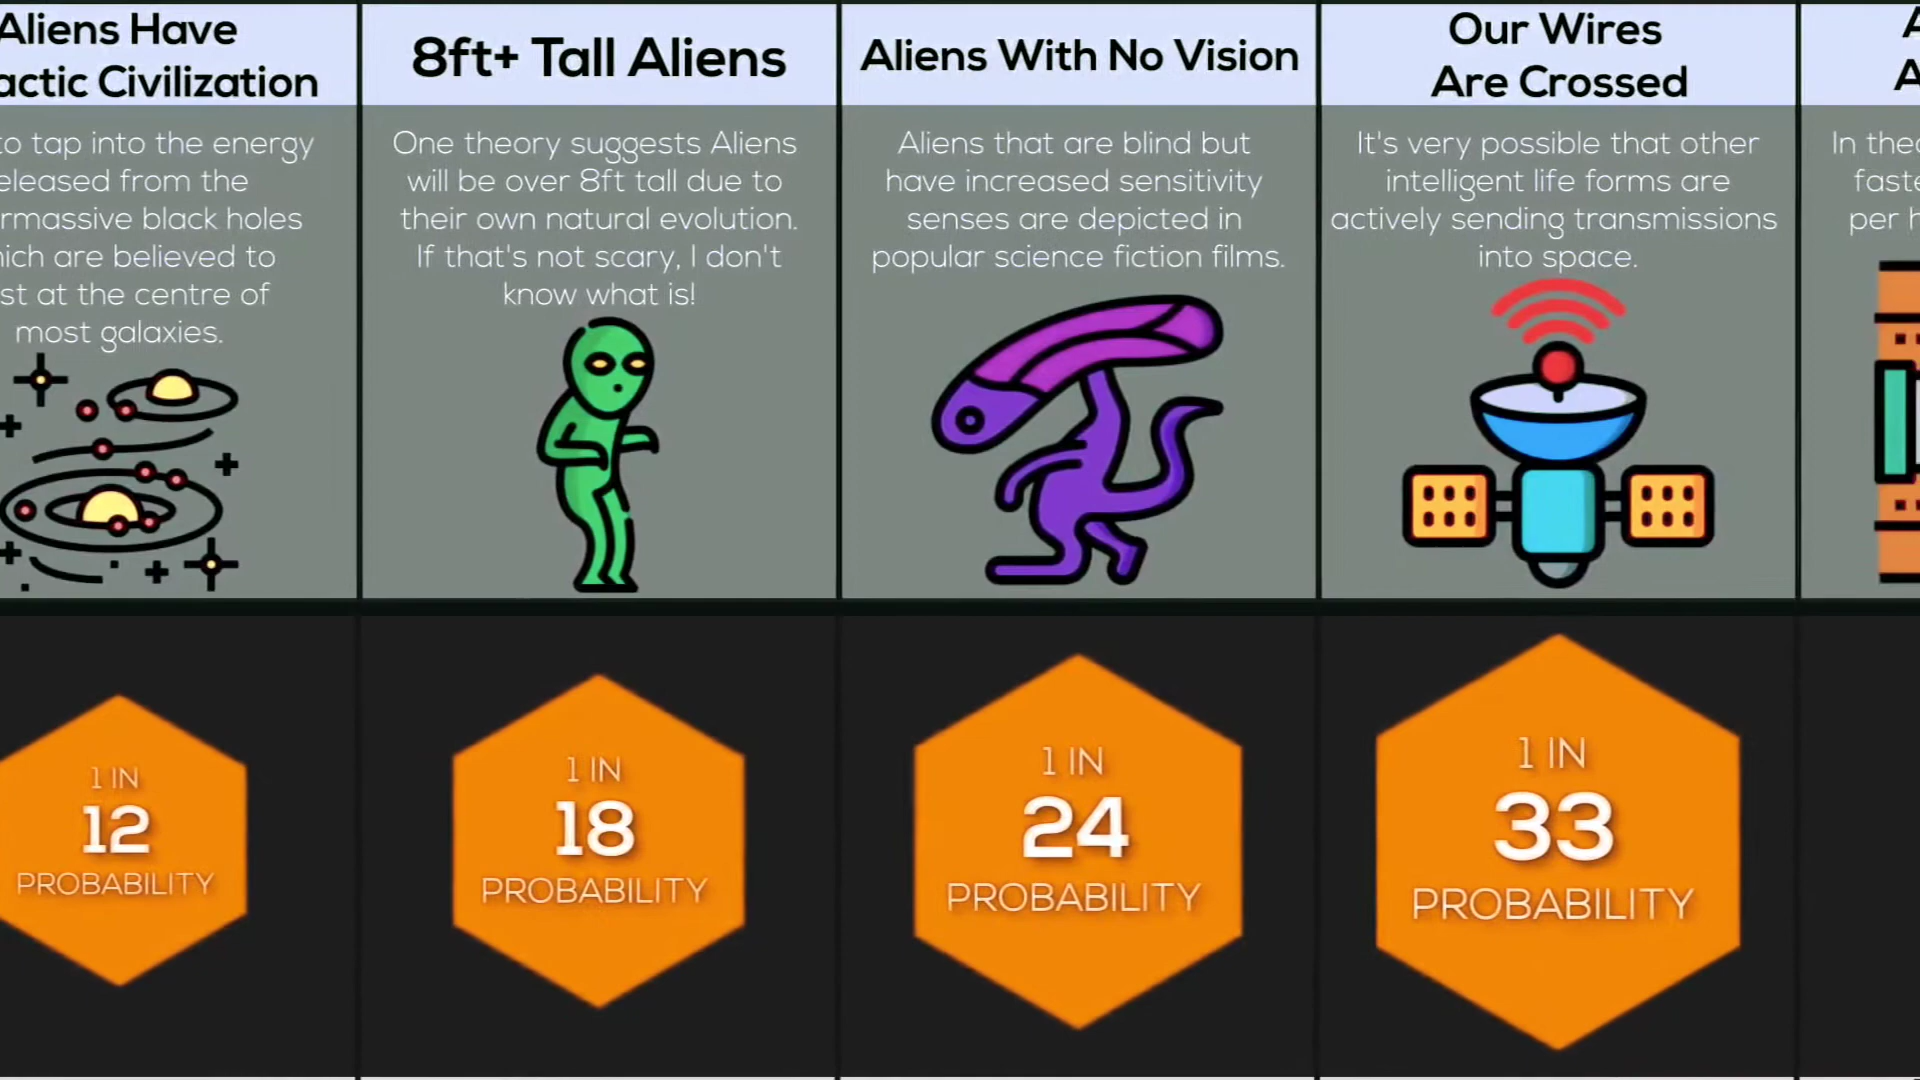 Aliens Have
actic Civilization
to tap into the energy
eleased from the
rmassive black holes
ich are believed to
st at the centre of
most galaxies.
1 IN
12
PROBABILITY
8ft+ Tall Aliens
One theory suggests Aliens
will be over 8ft tall due to
their own natural evolution.
If that's not scary, I don't
know what is!
1 IN
18
PROBABILITY
Aliens With No Vision
Aliens that are blind but
have increased sensitivity
senses are depicted in
popular science fiction films.
1 IN
24
PROBABILITY
Our Wires
Are Crossed
It's very possible that other
intelligent life forms are
actively sending transmissions
into space.
1 IN
33
PROBABILITY
A
A
In theo
faste
per h